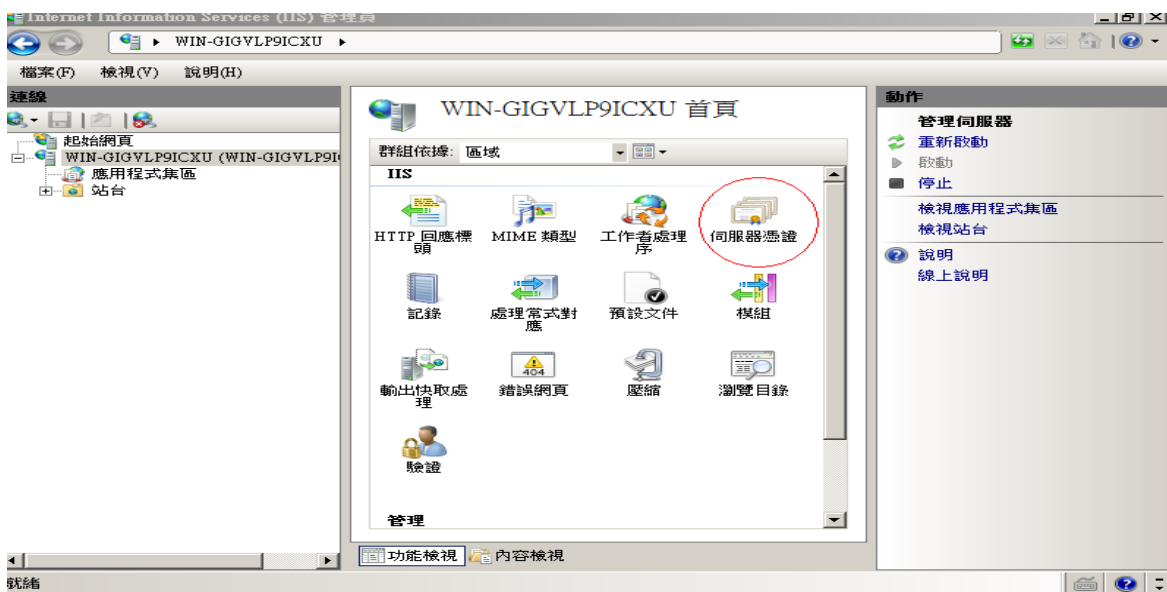 Internet Information Services (IIS) 管理員
WIN-GIGVLP9ICXU
檔案(F) 檢視(V) 說明(H)
連線
起始網頁
WIN-GIGVLP9ICXU (WIN-GIGVLP9I
應用程式集區
站台
WIN-GIGVLP9ICXU 首頁
群組依據: 區域
IIS
HTTP 回應標頭
MIME 類型
工作者處理序
伺服器憑證
記錄
處理常式對應
預設文件
模組
輸出快取處理
404
錯誤網頁
壓縮
瀏覽目錄
驗證
管理
功能檢視 內容檢視
動作
管理伺服器
重新啟動
啟動
停止
檢視應用程式集區
檢視站台
說明
線上說明
就緒